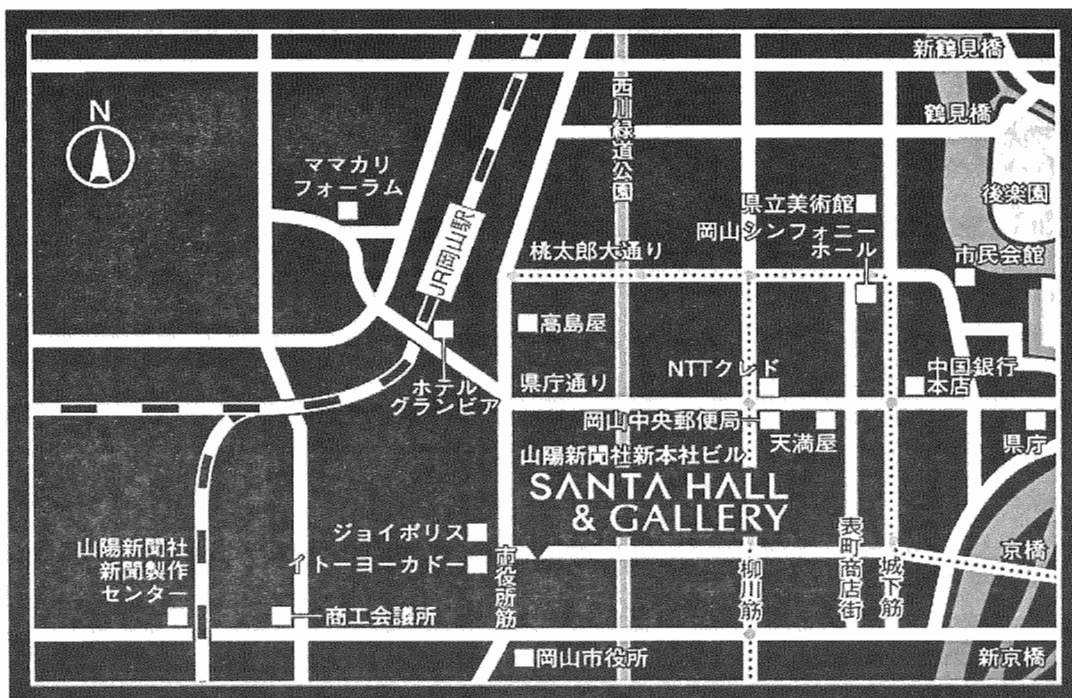 新鶴見橋
N
西川緑道公園
鶴見橋
ママカリ
フォーラム
後楽園
県立美術館
岡山シンフォニー
ホール
JR岡山駅
桃太郎大通り
市民会館
高島屋
NTTクレド
中国銀行
本店
ホテル
グランビア
県庁通り
岡山中央郵便局
天満屋
県庁
山陽新聞社新本社ビル
SANTA HALL
& GALLERY
ジョイポリス
イトーヨーカドー
市役所筋
柳川筋
表町商店街
城下筋
京橋
山陽新聞社
新聞製作
センター
商工会議所
岡山市役所
新京橋